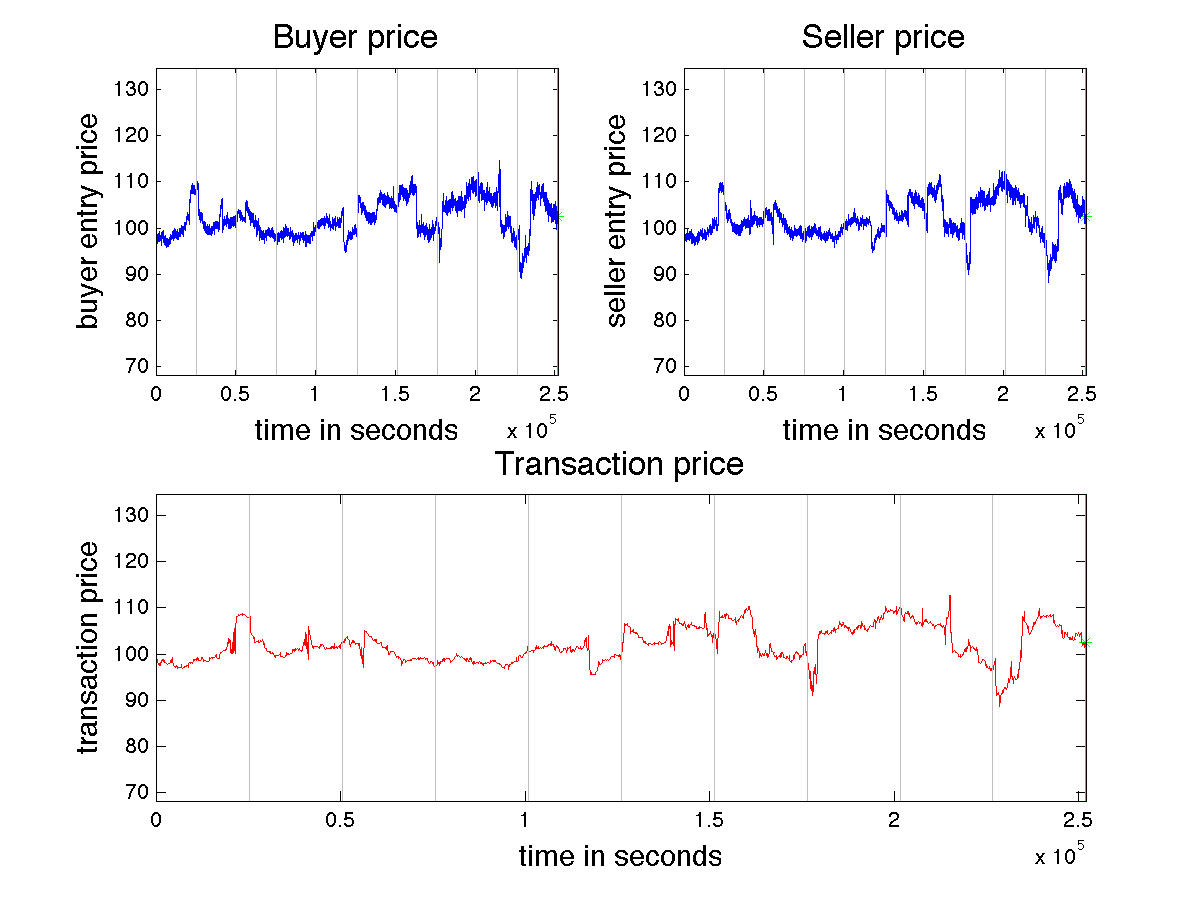 Buyer price
Seller price
buyer entry price
130
120
110
100
90
80
70
0 0.5 1 1.5 2 2.5
time in seconds
x 10^5
seller entry price
130
120
110
100
90
80
70
0 0.5 1 1.5 2 2.5
time in seconds
x 10^5
Transaction price
transaction price
130
120
110
100
90
80
70
0 0.5 1 1.5 2 2.5
time in seconds
x 10^5